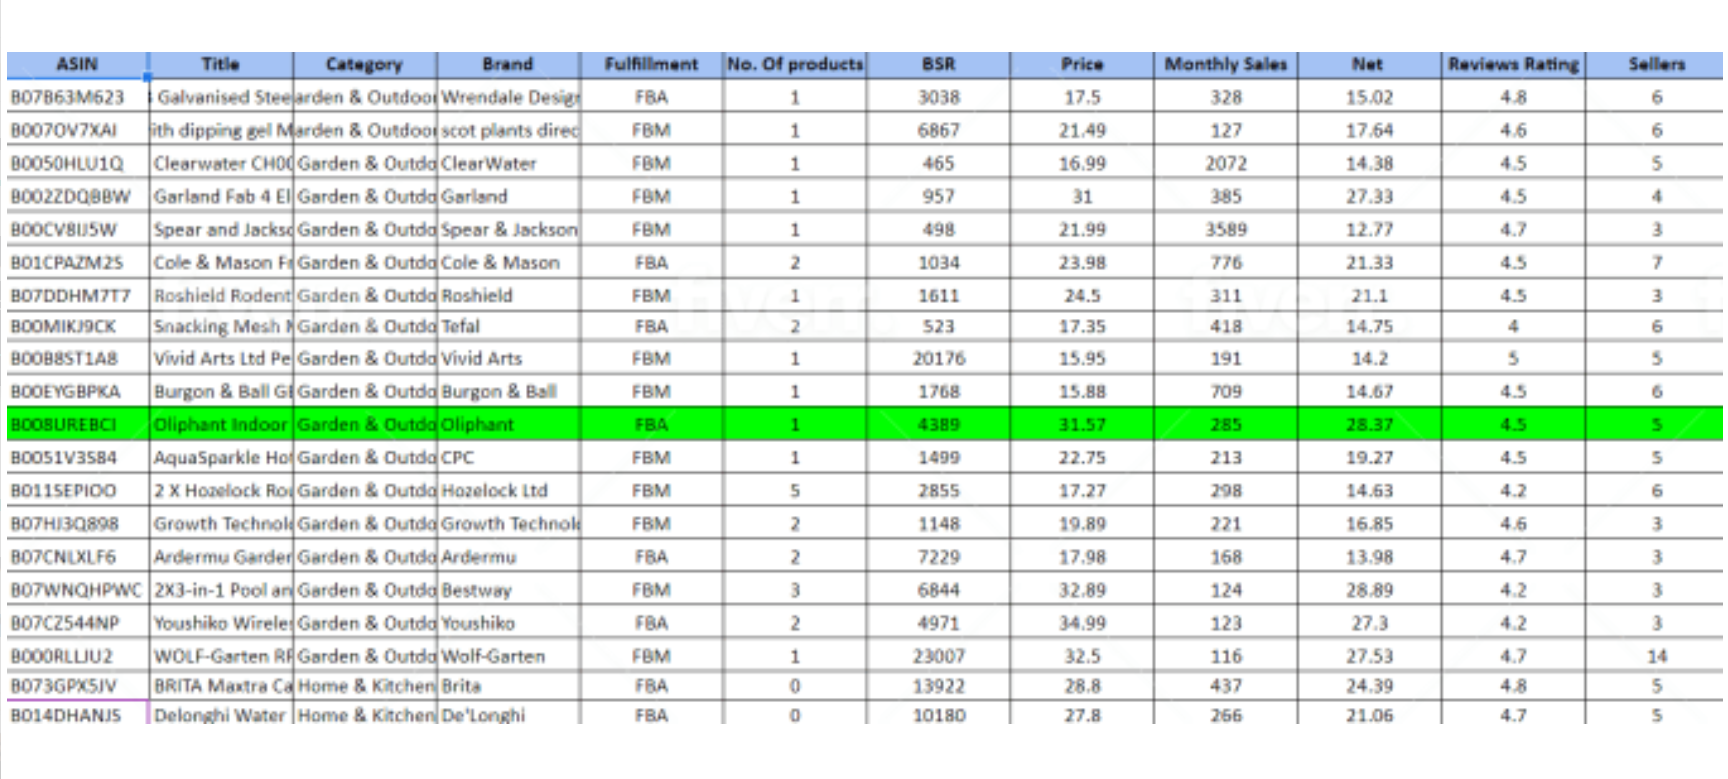 ASIN Title Category Brand Fulfillment No. Of products BSR Price Monthly Sales Net Reviews Rating Sellers
B07B63M623 Galvanised Stee arden & Outdoor Wrendale Desig FBA 1 3038 17.5 328 15.02 4.8 6
B007OV7XAI ith dipping gel M arden & Outdoor scot plants direc FBM 1 6867 21.49 127 17.64 4.6 6
B0050HLU1Q Clearwater CH00 Garden & Outdo ClearWater FBM 1 465 16.99 2072 14.38 4.5 5
B002ZDQBBW Garland Fab 4 El Garden & Outdo Garland FBM 1 957 31 385 27.33 4.5 4
B00CV8IJ5W Spear and Jackso Garden & Outdo Spear & Jackson FBM 1 498 21.99 3589 12.77 4.7 3
B01CPAZM2S Cole & Mason Fr Garden & Outdo Cole & Mason FBA 2 1034 23.98 776 21.33 4.5 7
B07DDHM7T7 Roshield Rodent Garden & Outdo Roshield FBM 1 1611 24.5 311 21.1 4.5 3
B00MIKJ9CK Snacking Mesh Garden & Outdo Tefal FBA 2 523 17.35 418 14.75 4 6
B00B8ST1A8 Vivid Arts Ltd Pe Garden & Outdo Vivid Arts FBM 1 20176 15.95 191 14.2 5 5
B00EYGBPKA Burgon & Ball G Garden & Outdo Burgon & Ball FBM 1 1768 15.88 709 14.67 4.5 6
B008UREBCI Oliphant Indoor Garden & Outdo Oliphant FBA 1 4389 31.57 285 28.37 4.5 5
B0051V3S84 AquaSparkle Hot Garden & Outdo CPC FBM 1 1499 22.75 213 19.27 4.5 5
B011SEPIOO 2 X Hozelock Rou Garden & Outdo Hozelock Ltd FBM 5 2855 17.27 298 14.63 4.2 6
B07HJ3Q898 Growth Technolo Garden & Outdo Growth Technolo FBM 2 1148 19.89 221 16.85 4.6 3
B07CNLXLF6 Ardermu Garden Garden & Outdo Ardermu FBA 2 7229 17.98 168 13.98 4.7 3
B07WNQHPWC 2X3-in-1 Pool an Garden & Outdo Bestway FBM 3 6844 32.89 124 28.89 4.2 3
B07CZ544NP Youshiko Wireles Garden & Outdo Youshiko FBA 2 4971 34.99 123 27.3 4.2 3
B000RLLJU2 WOLF-Garten RF Garden & Outdo Wolf-Garten FBM 1 23007 32.5 116 27.53 4.7 14
B073GPX5JV BRITA Maxtra Ca Home & Kitchen Brita FBA 0 13922 28.8 437 24.39 4.8 5
B014DHANJS Delonghi Water Home & Kitchen De'Longhi FBA 0 10180 27.8 266 21.06 4.7 5